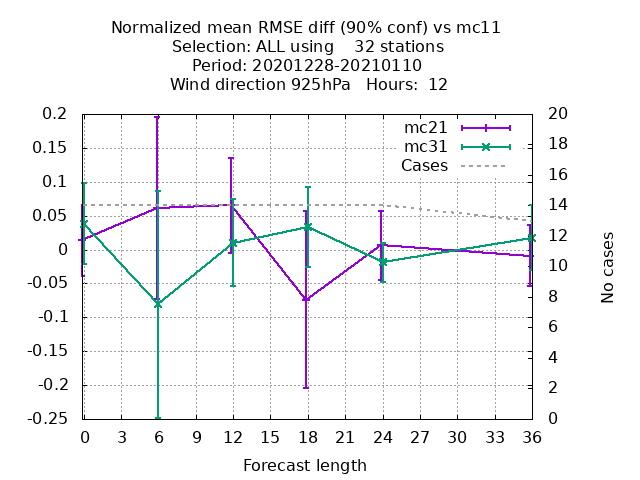 Normalized mean RMSE diff (90% conf) vs mc11
Selection: ALL using    32 stations
Period: 20201228-20210110
Wind direction 925hPa   Hours:  12
mc21
mc31
Cases
0.2
0.15
0.1
0.05
0
-0.05
-0.1
-0.15
-0.2
-0.25
20
18
16
14
12
10
8
6
4
2
0
No cases
0 3 6 9 12 15 18 21 24 27 30 33 36
Forecast length